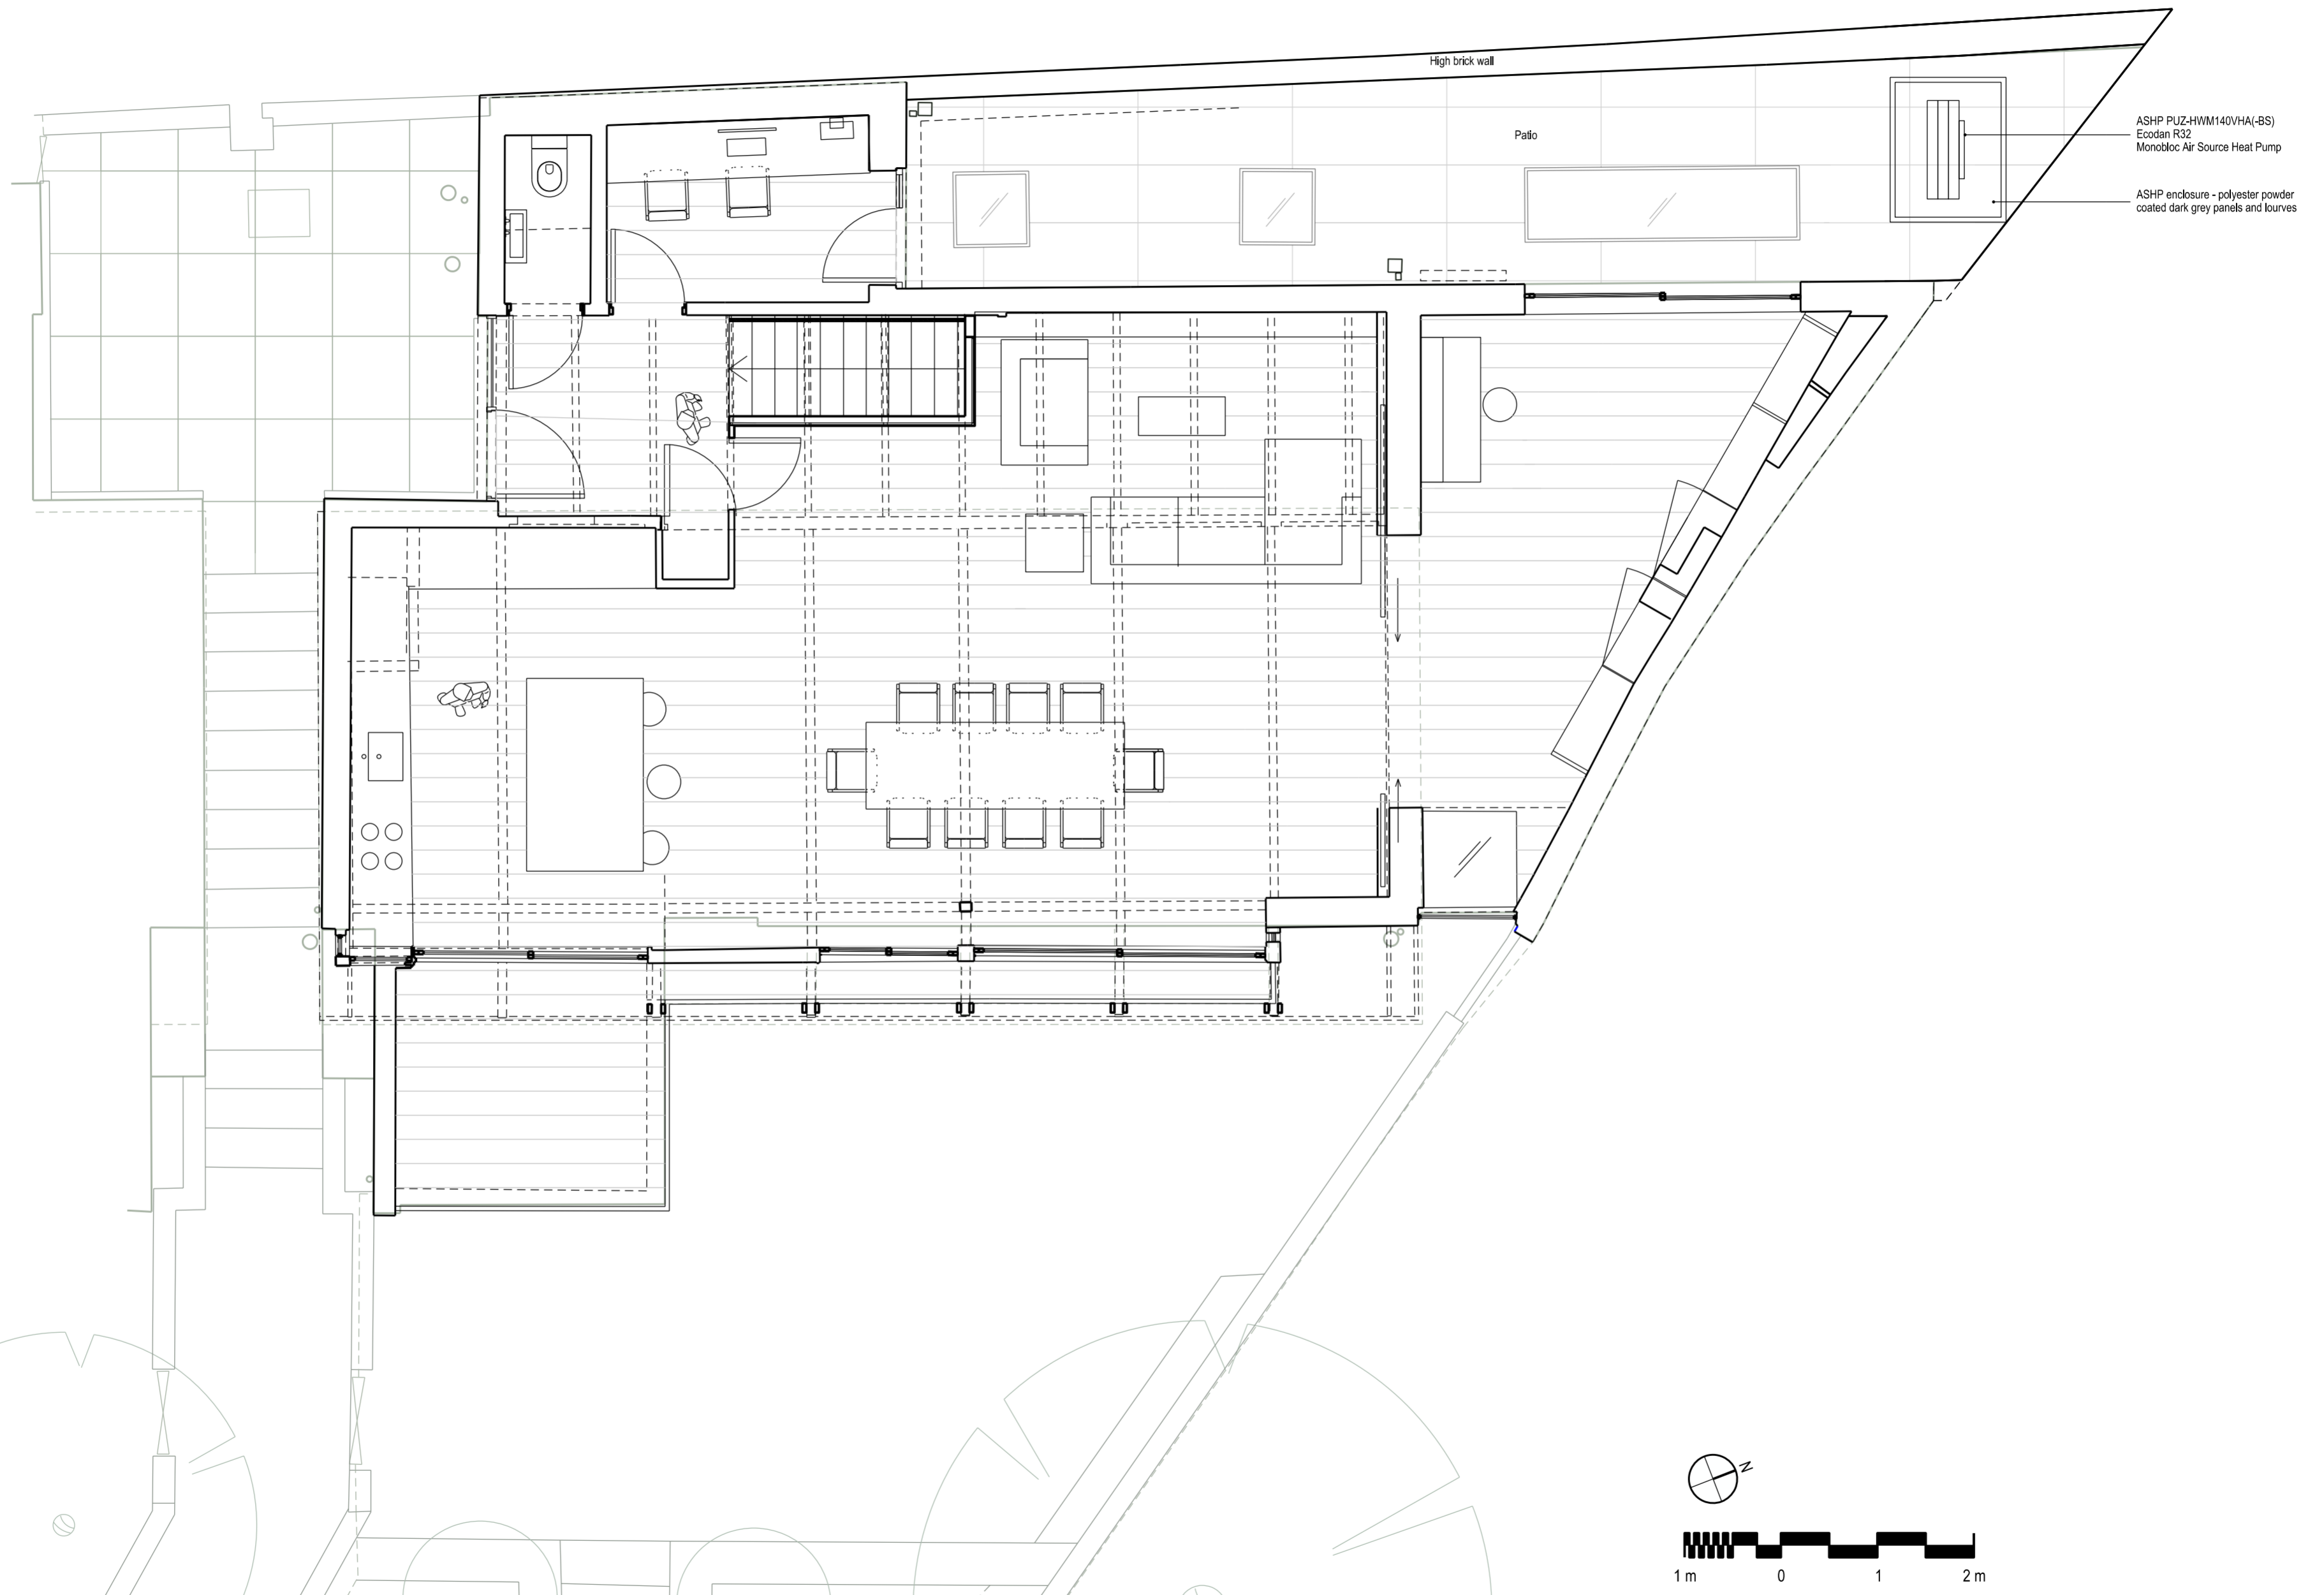 High brick wall
Patio
ASHP PUZ-HWM140VHA(-BS)
Ecodan R32
Monobloc Air Source Heat Pump
ASHP enclosure - polyester powder
coated dark grey panels and lourves
N
1 m 0 1 2 m